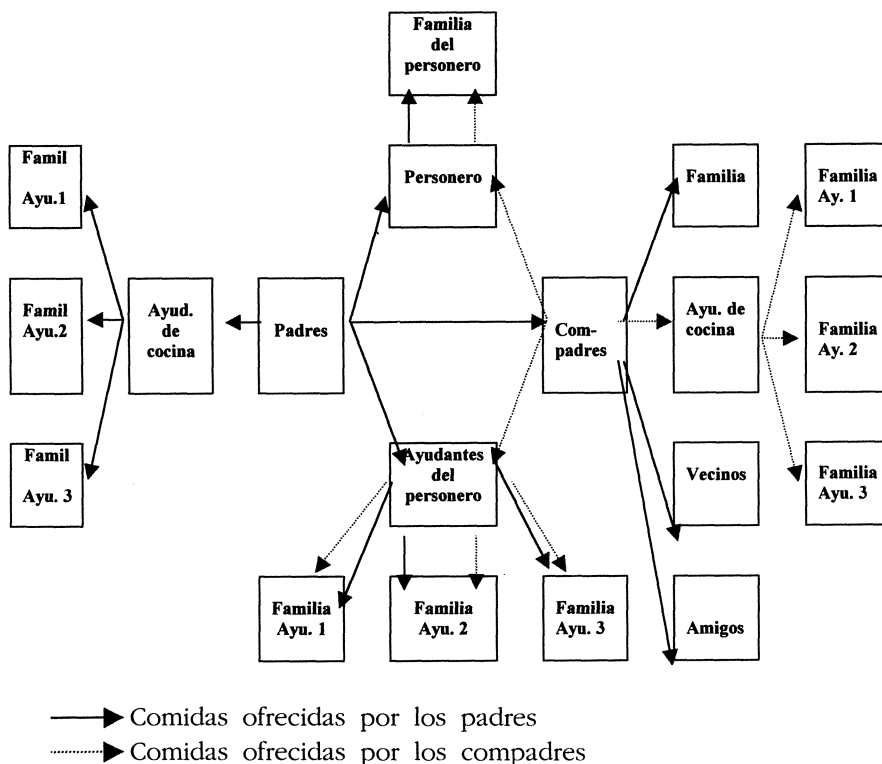 Familia
del
personero
Famil
Ayu.1
Personero
Familia
Familia
Ay. 1
Famil
Ayu.2
Ayud.
de
cocina
Padres
Com-
padres
Ayu. de
cocina
Familia
Ay. 2
Famil
Ayu. 3
Ayudantes
del
personero
Vecinos
Familia
Ayu. 3
Familia
Ayu. 1
Familia
Ayu. 2
Familia
Ayu. 3
Amigos
Comidas ofrecidas por los padres
Comidas ofrecidas por los compadres